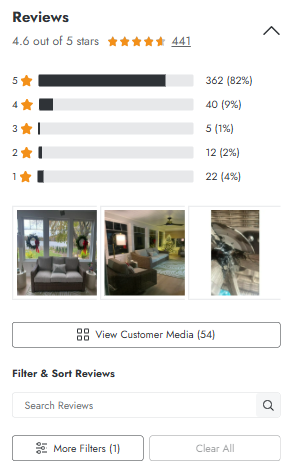 Reviews
4.6 out of 5 stars 441
5 362 (82%)
4 40 (9%)
3 5 (1%)
2 12 (2%)
1 22 (4%)
View Customer Media (54)
Filter & Sort Reviews
Search Reviews
More Filters (1) Clear All